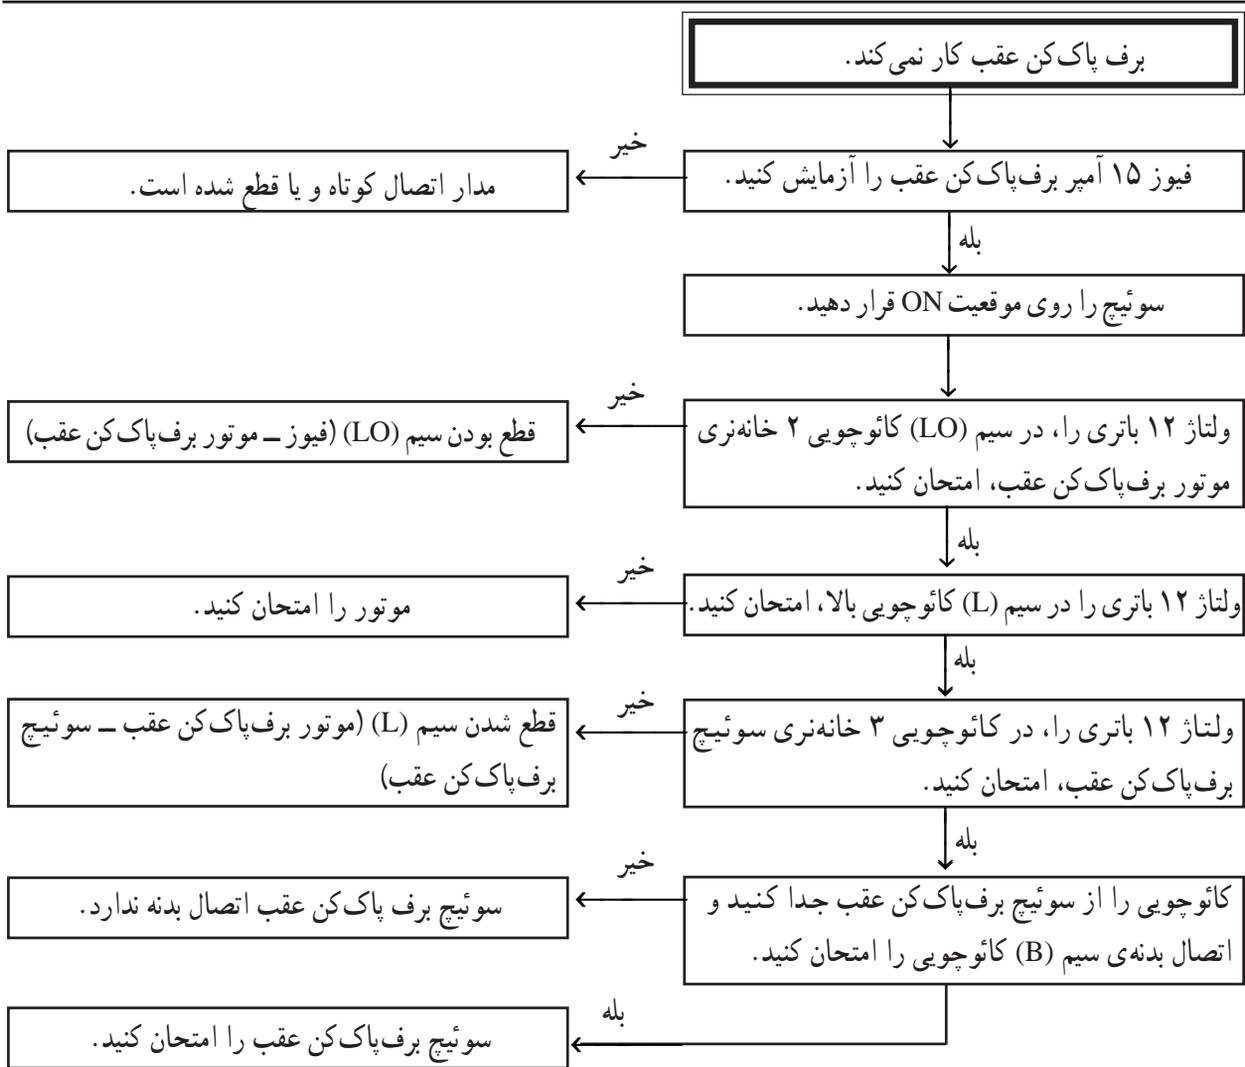 برف پاک‌کن عقب کار نمی‌کند.
فیوز ۱۵ آمپر برف‌پاک‌کن عقب را آزمایش کنید.
خیر
مدار اتصال کوتاه و یا قطع شده است.
بله
سوئیچ را روی موقعیت ON قرار دهید.
ولتاژ ۱۲ باتری را، در سیم (LO) کائوچویی ۲ خانه‌نری
موتور برف‌پاک‌کن عقب، امتحان کنید.
خیر
قطع بودن سیم (LO) (فیوز – موتور برف‌پاک‌کن عقب)
بله
ولتاژ ۱۲ باتری را در سیم (L) کائوچویی بالا، امتحان کنید.
خیر
موتور را امتحان کنید.
بله
ولتاژ ۱۲ باتری را، در کائوچویی ۳ خانه‌نری سوئیچ
برف‌پاک‌کن عقب، امتحان کنید.
خیر
قطع شدن سیم (L) (موتور برف‌پاک‌کن عقب – سوئیچ
برف‌پاک‌کن عقب)
بله
کائوچویی را از سوئیچ برف‌پاک‌کن عقب جدا کنید و
اتصال بدنه‌ی سیم (B) کائوچویی را امتحان کنید.
خیر
سوئیچ برف پاک‌کن عقب اتصال بدنه ندارد.
بله
سوئیچ برف‌پاک‌کن عقب را امتحان کنید.